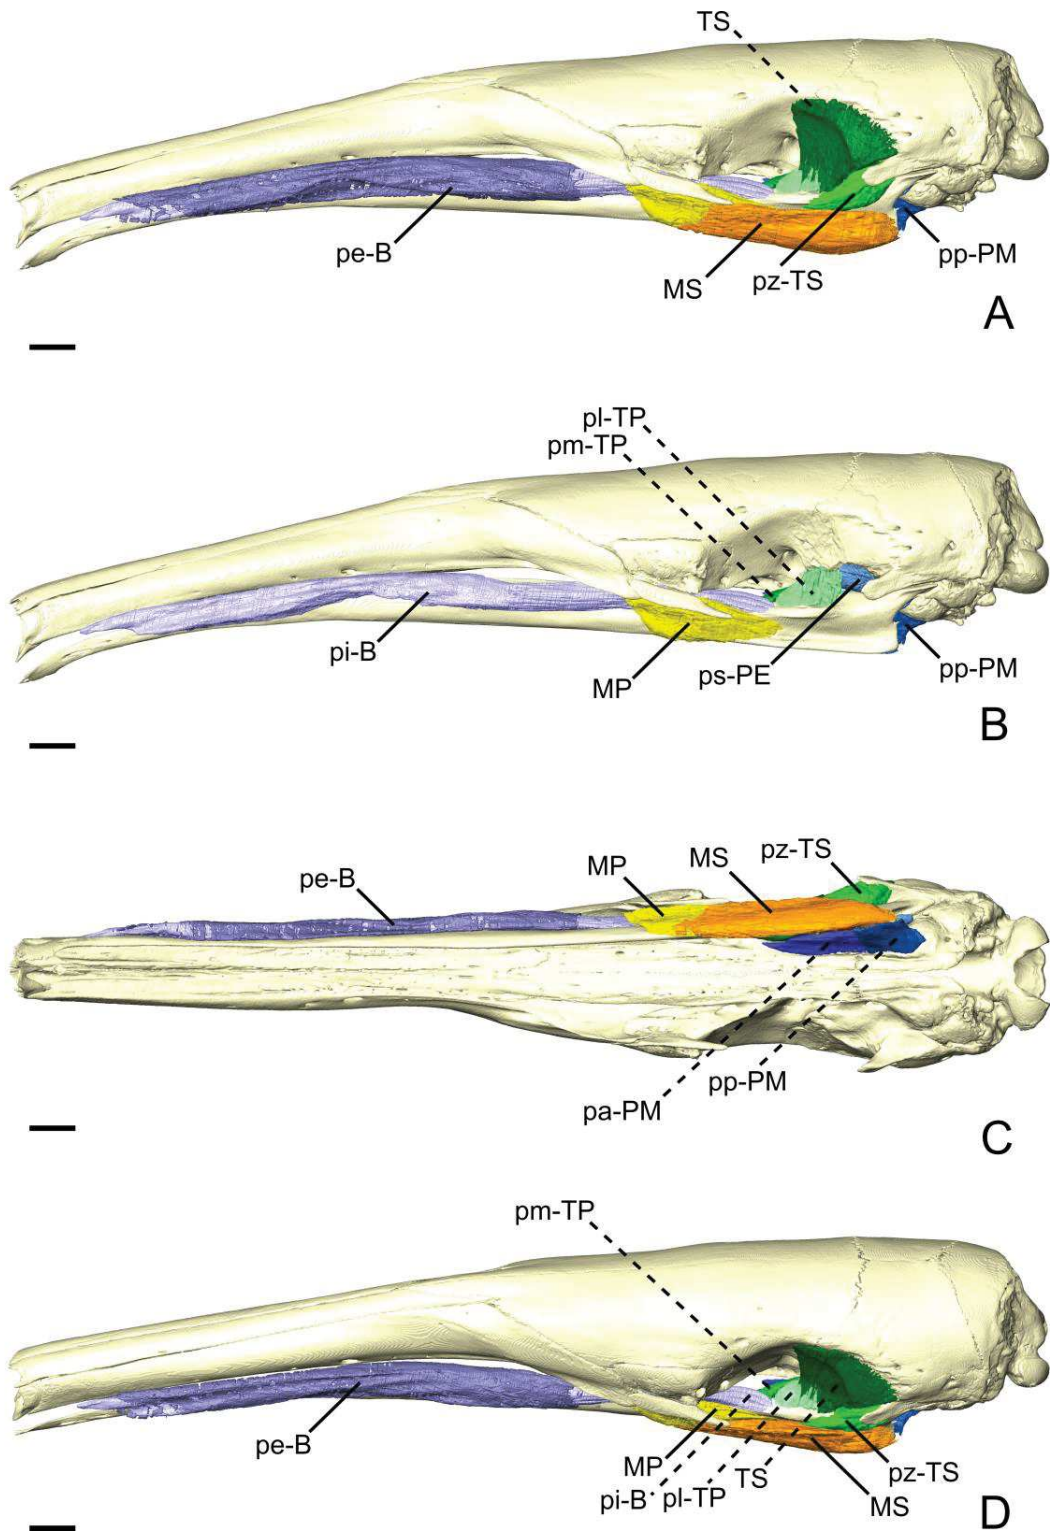 TS
pe-B
MS
pz-TS
pp-PM
A
pl-TP
pm-TP
pi-B
MP
ps-PE
pp-PM
B
pe-B
MP
MS
pz-TS
pa-PM
pp-PM
C
pm-TP
pe-B
MP
pi-B
pl-TP
TS
MS
pz-TS
D